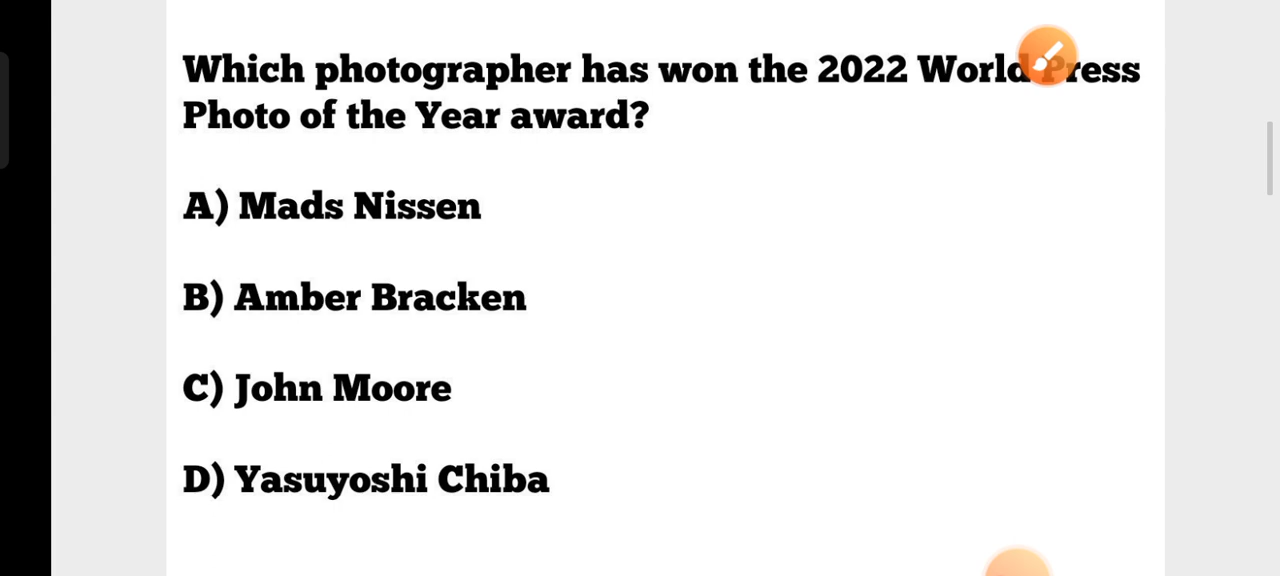 Which photographer has won the 2022 World Press
Photo of the Year award?
A) Mads Nissen
B) Amber Bracken
C) John Moore
D) Yasuyoshi Chiba